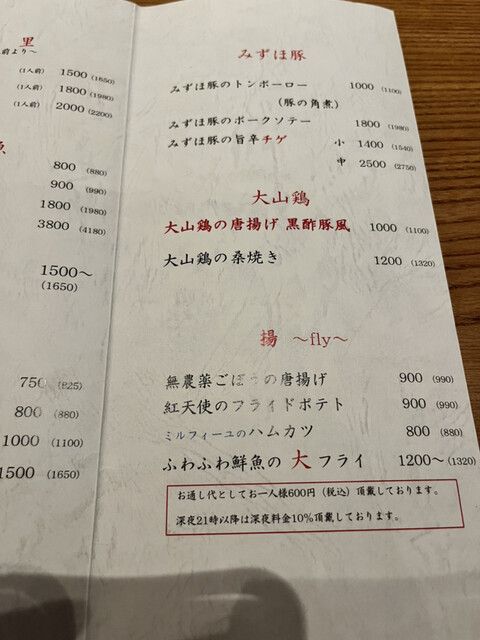 里
前より〜
(1人前) 1500 (1650)
(1人前) 1800 (1980)
(1人前) 2000 (2200)
800 (880)
900 (990)
1800 (1980)
3800 (4180)
1500〜
(1650)
750 (825)
800 (880)
1000 (1100)
1500 (1650)
みずほ豚
みずほ豚のトンポーロー 1000 (1100)
(豚の角煮)
みずほ豚のポークソテー 1800 (1980)
みずほ豚の旨辛チゲ 小 1400 (1540)
中 2500 (2750)
大山鶏
大山鶏の唐揚げ 黒酢豚風 1000 (1100)
大山鶏の桑焼き 1200 (1320)
揚 〜fly〜
無農薬ごぼうの唐揚げ 900 (990)
紅天使のフライドポテト 900 (990)
ミルフィーユのハムカツ 800 (880)
ふわふわ鮮魚の 大 フライ 1200〜 (1320)
お通し代としてお一人様600円 (税込) 頂戴しております。
深夜21時以降は深夜料金10%頂戴しております。